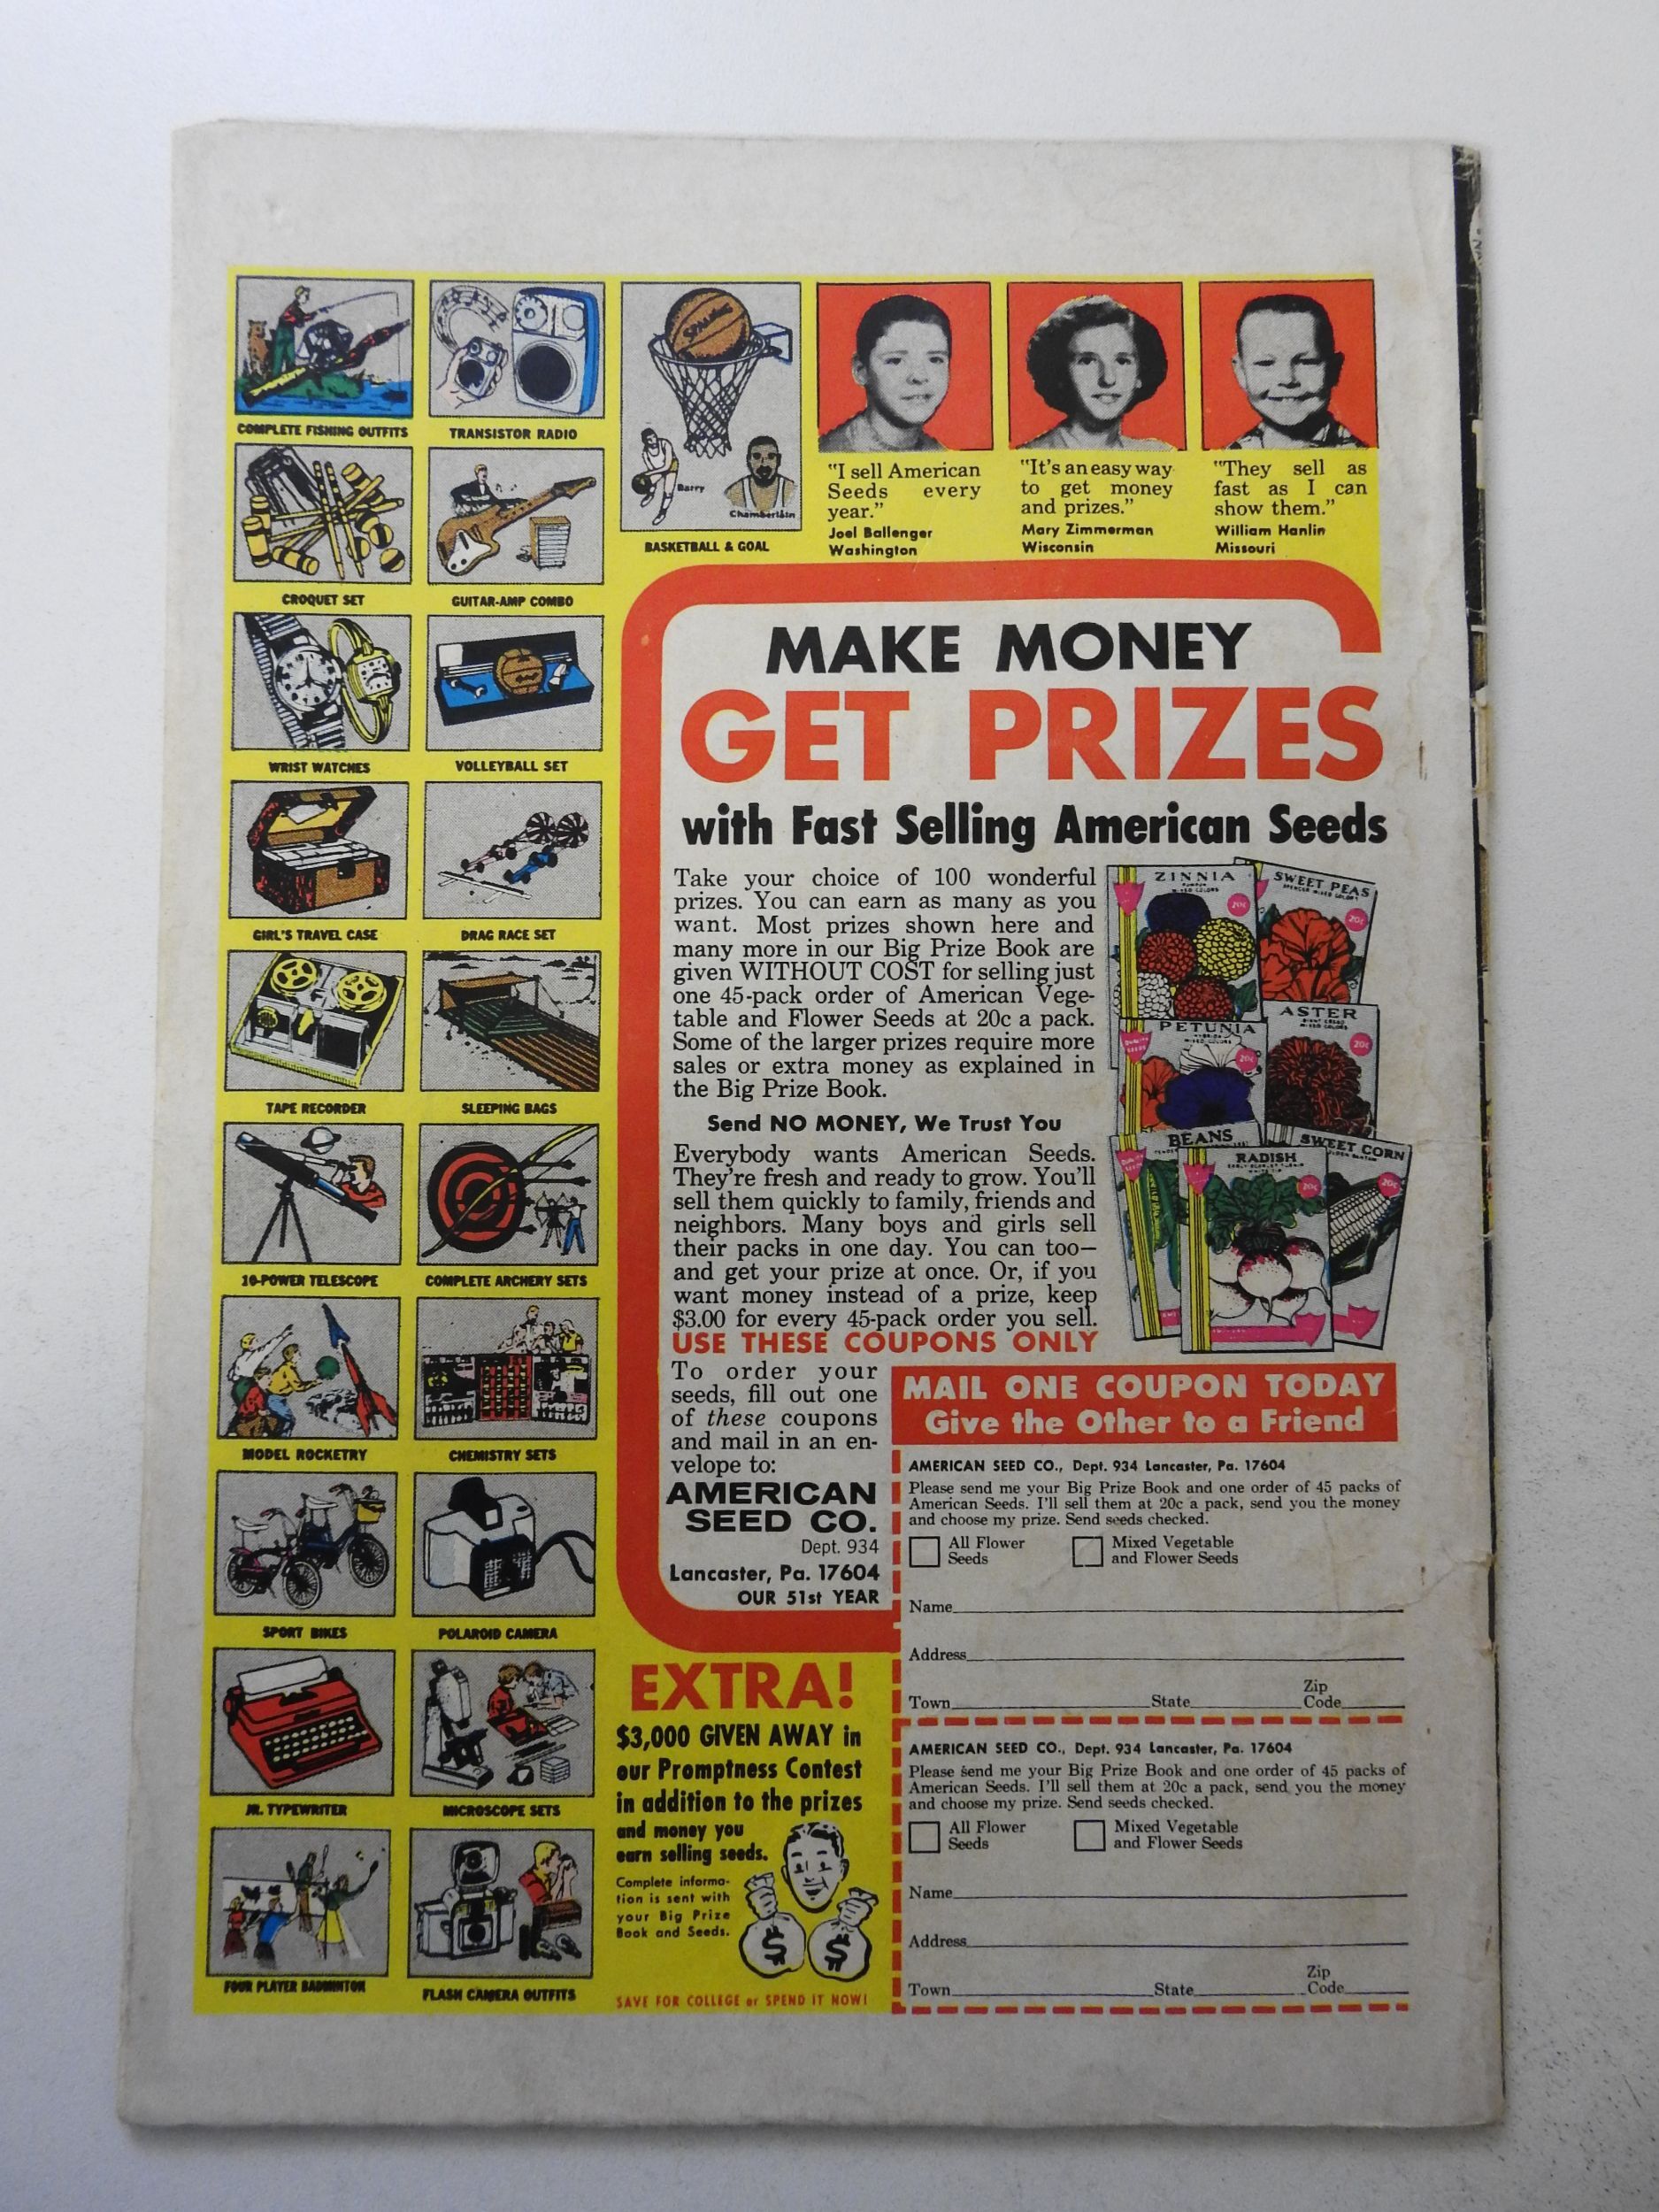 COMPLETE FISHING OUTFITS
TRANSISTOR RADIO
SPALDING
Barry
Chamberlain
BASKETBALL & GOAL
CROQUET SET
GUITAR-AMP COMBO
WRIST WATCHES
VOLLEYBALL SET
GIRL'S TRAVEL CASE
DRAG RACE SET
TAPE RECORDER
SLEEPING BAGS
10-POWER TELESCOPE
COMPLETE ARCHERY SETS
MODEL ROCKETRY
CHEMISTRY SETS
SPORT BIKES
POLAROID CAMERA
JR. TYPEWRITER
MICROSCOPE SETS
FOUR PLAYER BADMINTON
FLASH CAMERA OUTFITS
"I sell American
Seeds every
year."
Joel Ballenger
Washington
"It's an easy way
to get money
and prizes."
Mary Zimmerman
Wisconsin
"They sell as
fast as I can
show them."
William Hanlin
Missouri
MAKE MONEY
GET PRIZES
with Fast Selling American Seeds
Take your choice of 100 wonderful
prizes. You can earn as many as you
want. Most prizes shown here and
many more in our Big Prize Book are
given WITHOUT COST for selling just
one 45-pack order of American Vege-
table and Flower Seeds at 20c a pack.
Some of the larger prizes require more
sales or extra money as explained in
the Big Prize Book.
Send NO MONEY, We Trust You
Everybody wants American Seeds.
They're fresh and ready to grow. You'll
sell them quickly to family, friends and
neighbors. Many boys and girls sell
their packs in one day. You can too—
and get your prize at once. Or, if you
want money instead of a prize, keep
$3.00 for every 45-pack order you sell.
USE THESE COUPONS ONLY
ZINNIA
MIXED COLORS
20c
SWEET PEAS
SPENCER MIXED COLORS
20c
PETUNIA
MIXED COLORS
20c
ASTER
MIXED COLORS
20c
BEANS
RADISH
20c
SWEET CORN
20c
To order your
seeds, fill out one
of these coupons
and mail in an en-
velope to:
AMERICAN
SEED CO.
Dept. 934
Lancaster, Pa. 17604
OUR 51st YEAR
MAIL ONE COUPON TODAY
Give the Other to a Friend
AMERICAN SEED CO., Dept. 934 Lancaster, Pa. 17604
Please send me your Big Prize Book and one order of 45 packs of
American Seeds. I'll sell them at 20c a pack, send you the money
and choose my prize. Send seeds checked.
All Flower
Seeds
Mixed Vegetable
and Flower Seeds
Name
Address
Town State Zip
Code
AMERICAN SEED CO., Dept. 934 Lancaster, Pa. 17604
Please send me your Big Prize Book and one order of 45 packs of
American Seeds. I'll sell them at 20c a pack, send you the money
and choose my prize. Send seeds checked.
All Flower
Seeds
Mixed Vegetable
and Flower Seeds
Name
Address
Town State Zip
Code
EXTRA!
$3,000 GIVEN AWAY in
our Promptness Contest
in addition to the prizes
and money you
earn selling seeds.
Complete informa-
tion is sent with
your Big Prize
Book and Seeds.
$ $
SAVE FOR COLLEGE or SPEND IT NOW!